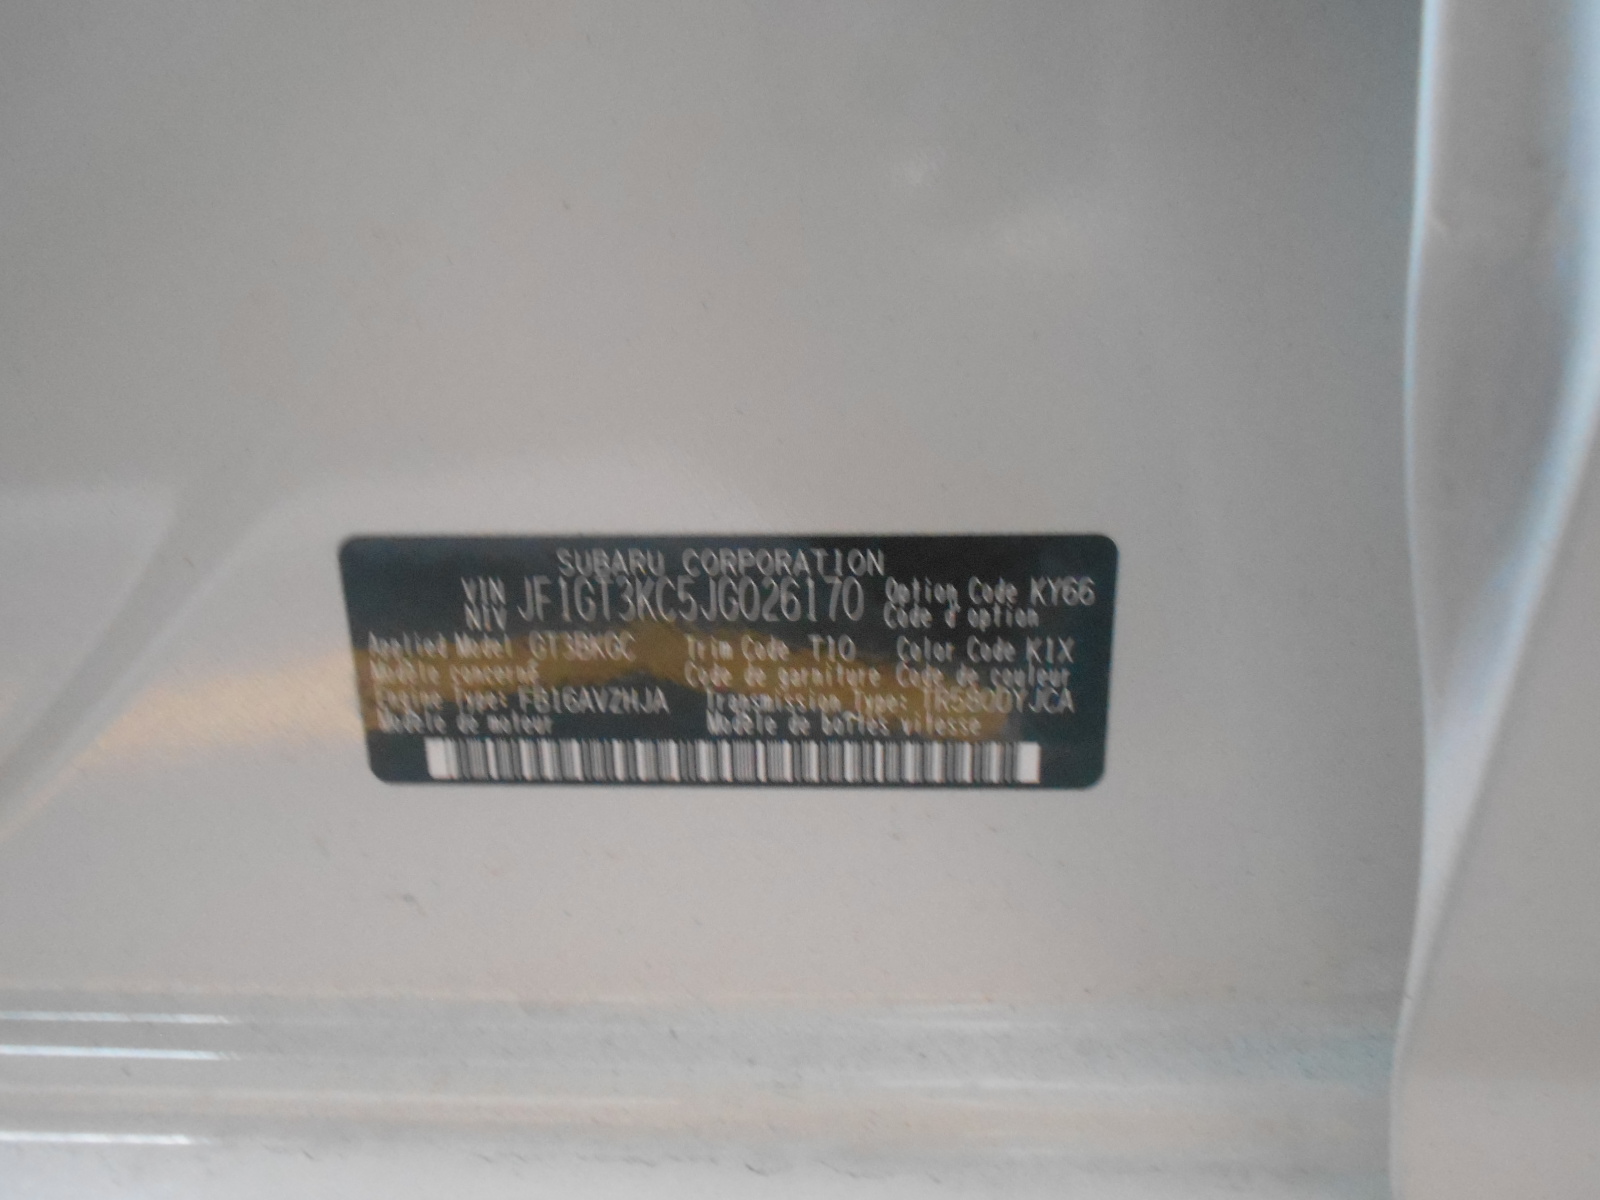 SUBARU CORPORATION
VIN JF1GT3KC5JG026170 Option Code KY66
NIV Code d'option
Applied Model GT3BKGC Trim Code T10 Color Code K1X
Modèle concerné Code de garniture Code de couleur
Engine Type: FB16AVZHJA Transmission Type: TR580DYJCA
Modèle de moteur Modèle de boîtes vitesse